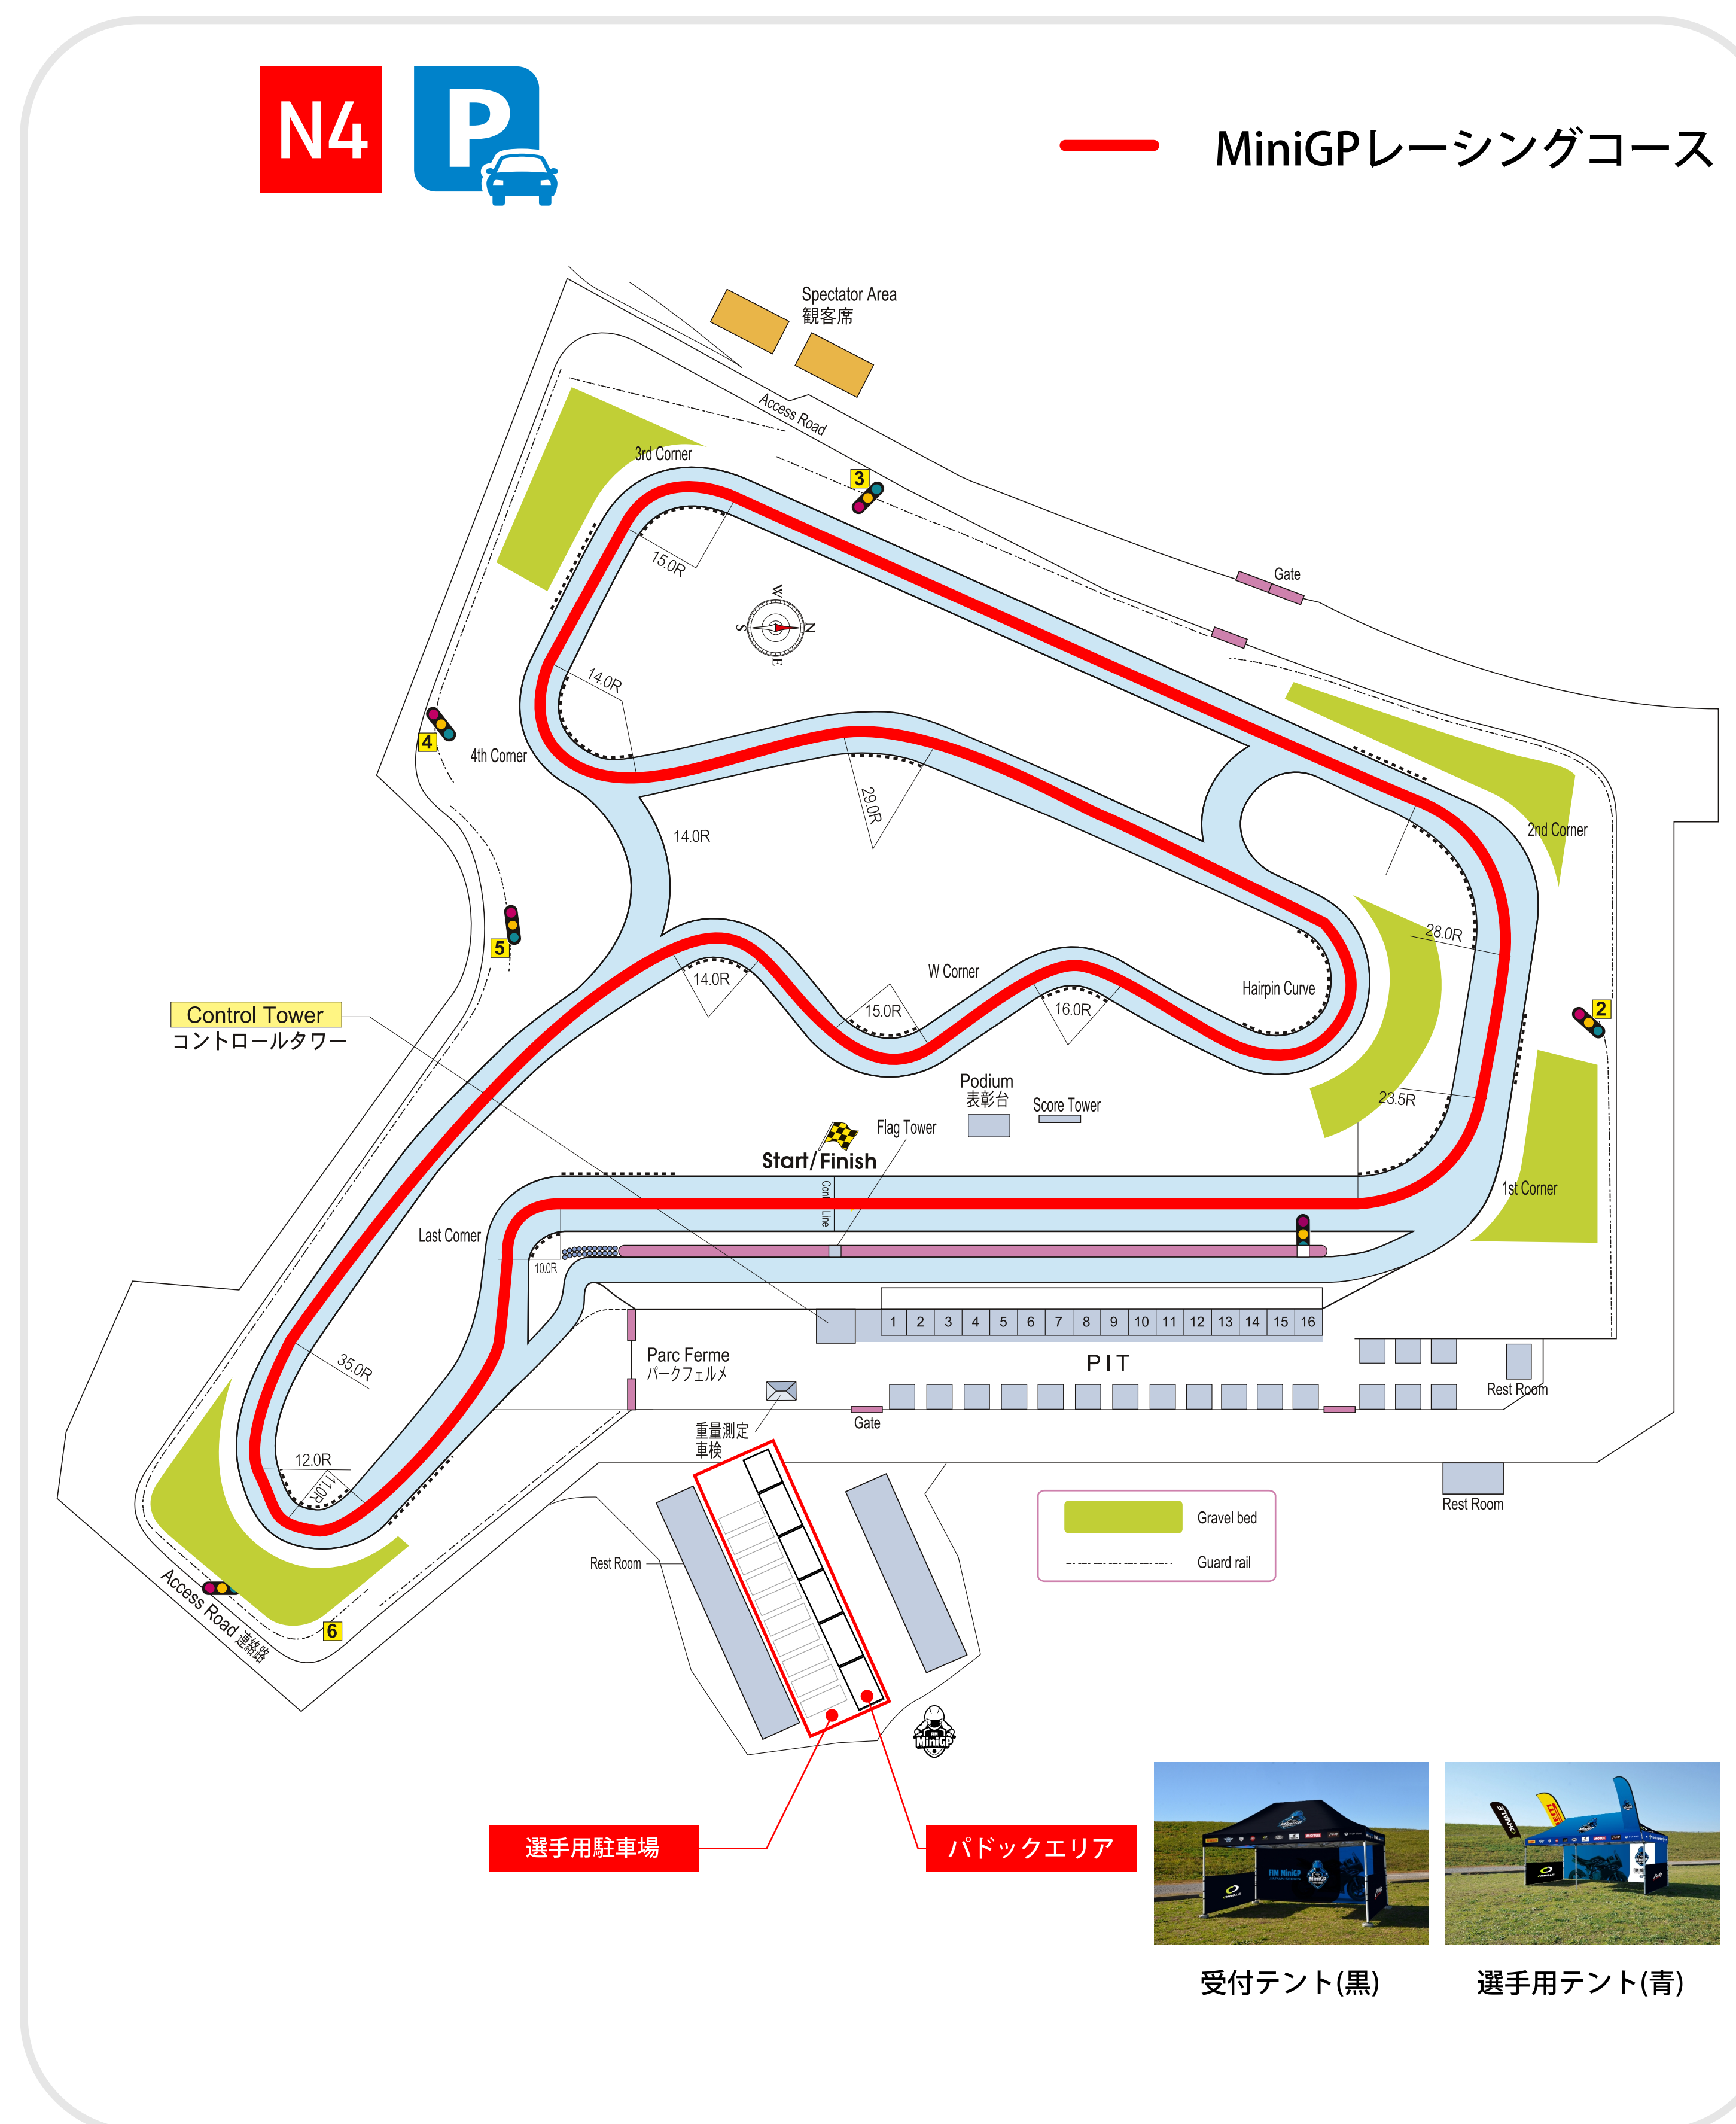 N4
P
MiniGPレーシングコース
Spectator Area
観客席
Access Road
3rd Corner
3
Gate
15.0R
W
S
N
E
14.0R
4
4th Corner
29.0R
14.0R
2nd Corner
28.0R
5
14.0R
W Corner
15.0R
16.0R
Hairpin Curve
2
Control Tower
コントロールタワー
Podium
表彰台
Score Tower
23.5R
Flag Tower
Start/Finish
1st Corner
Last Corner
10.0R
1 2 3 4 5 6 7 8 9 10 11 12 13 14 15 16
PIT
Parc Ferme
パークフェルメ
35.0R
Rest Room
Gate
重量測定
車検
12.0R
11.0R
Rest Room
Gravel bed
Guard rail
Rest Room
Access Road 連絡路
6
MiniGP
選手用駐車場
パドックエリア
FIM MiniGP
MiniGP
受付テント(黒)
選手用テント(青)